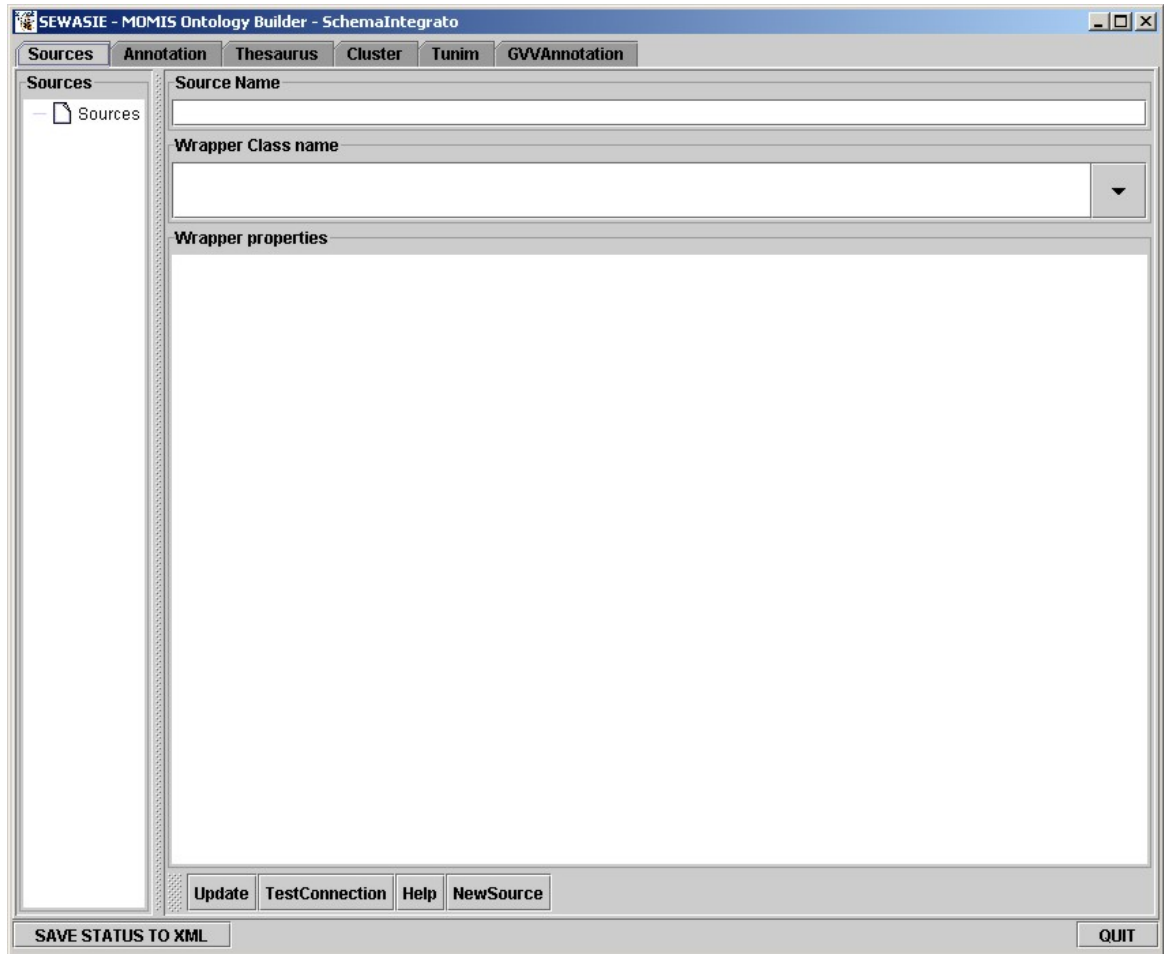 SEWASIE - MOMIS Ontology Builder - SchemaIntegrato
Sources Annotation Thesaurus Cluster Tunim GVVAnnotation
Sources
Sources
Source Name
Wrapper Class name
Wrapper properties
Update TestConnection Help NewSource
SAVE STATUS TO XML QUIT